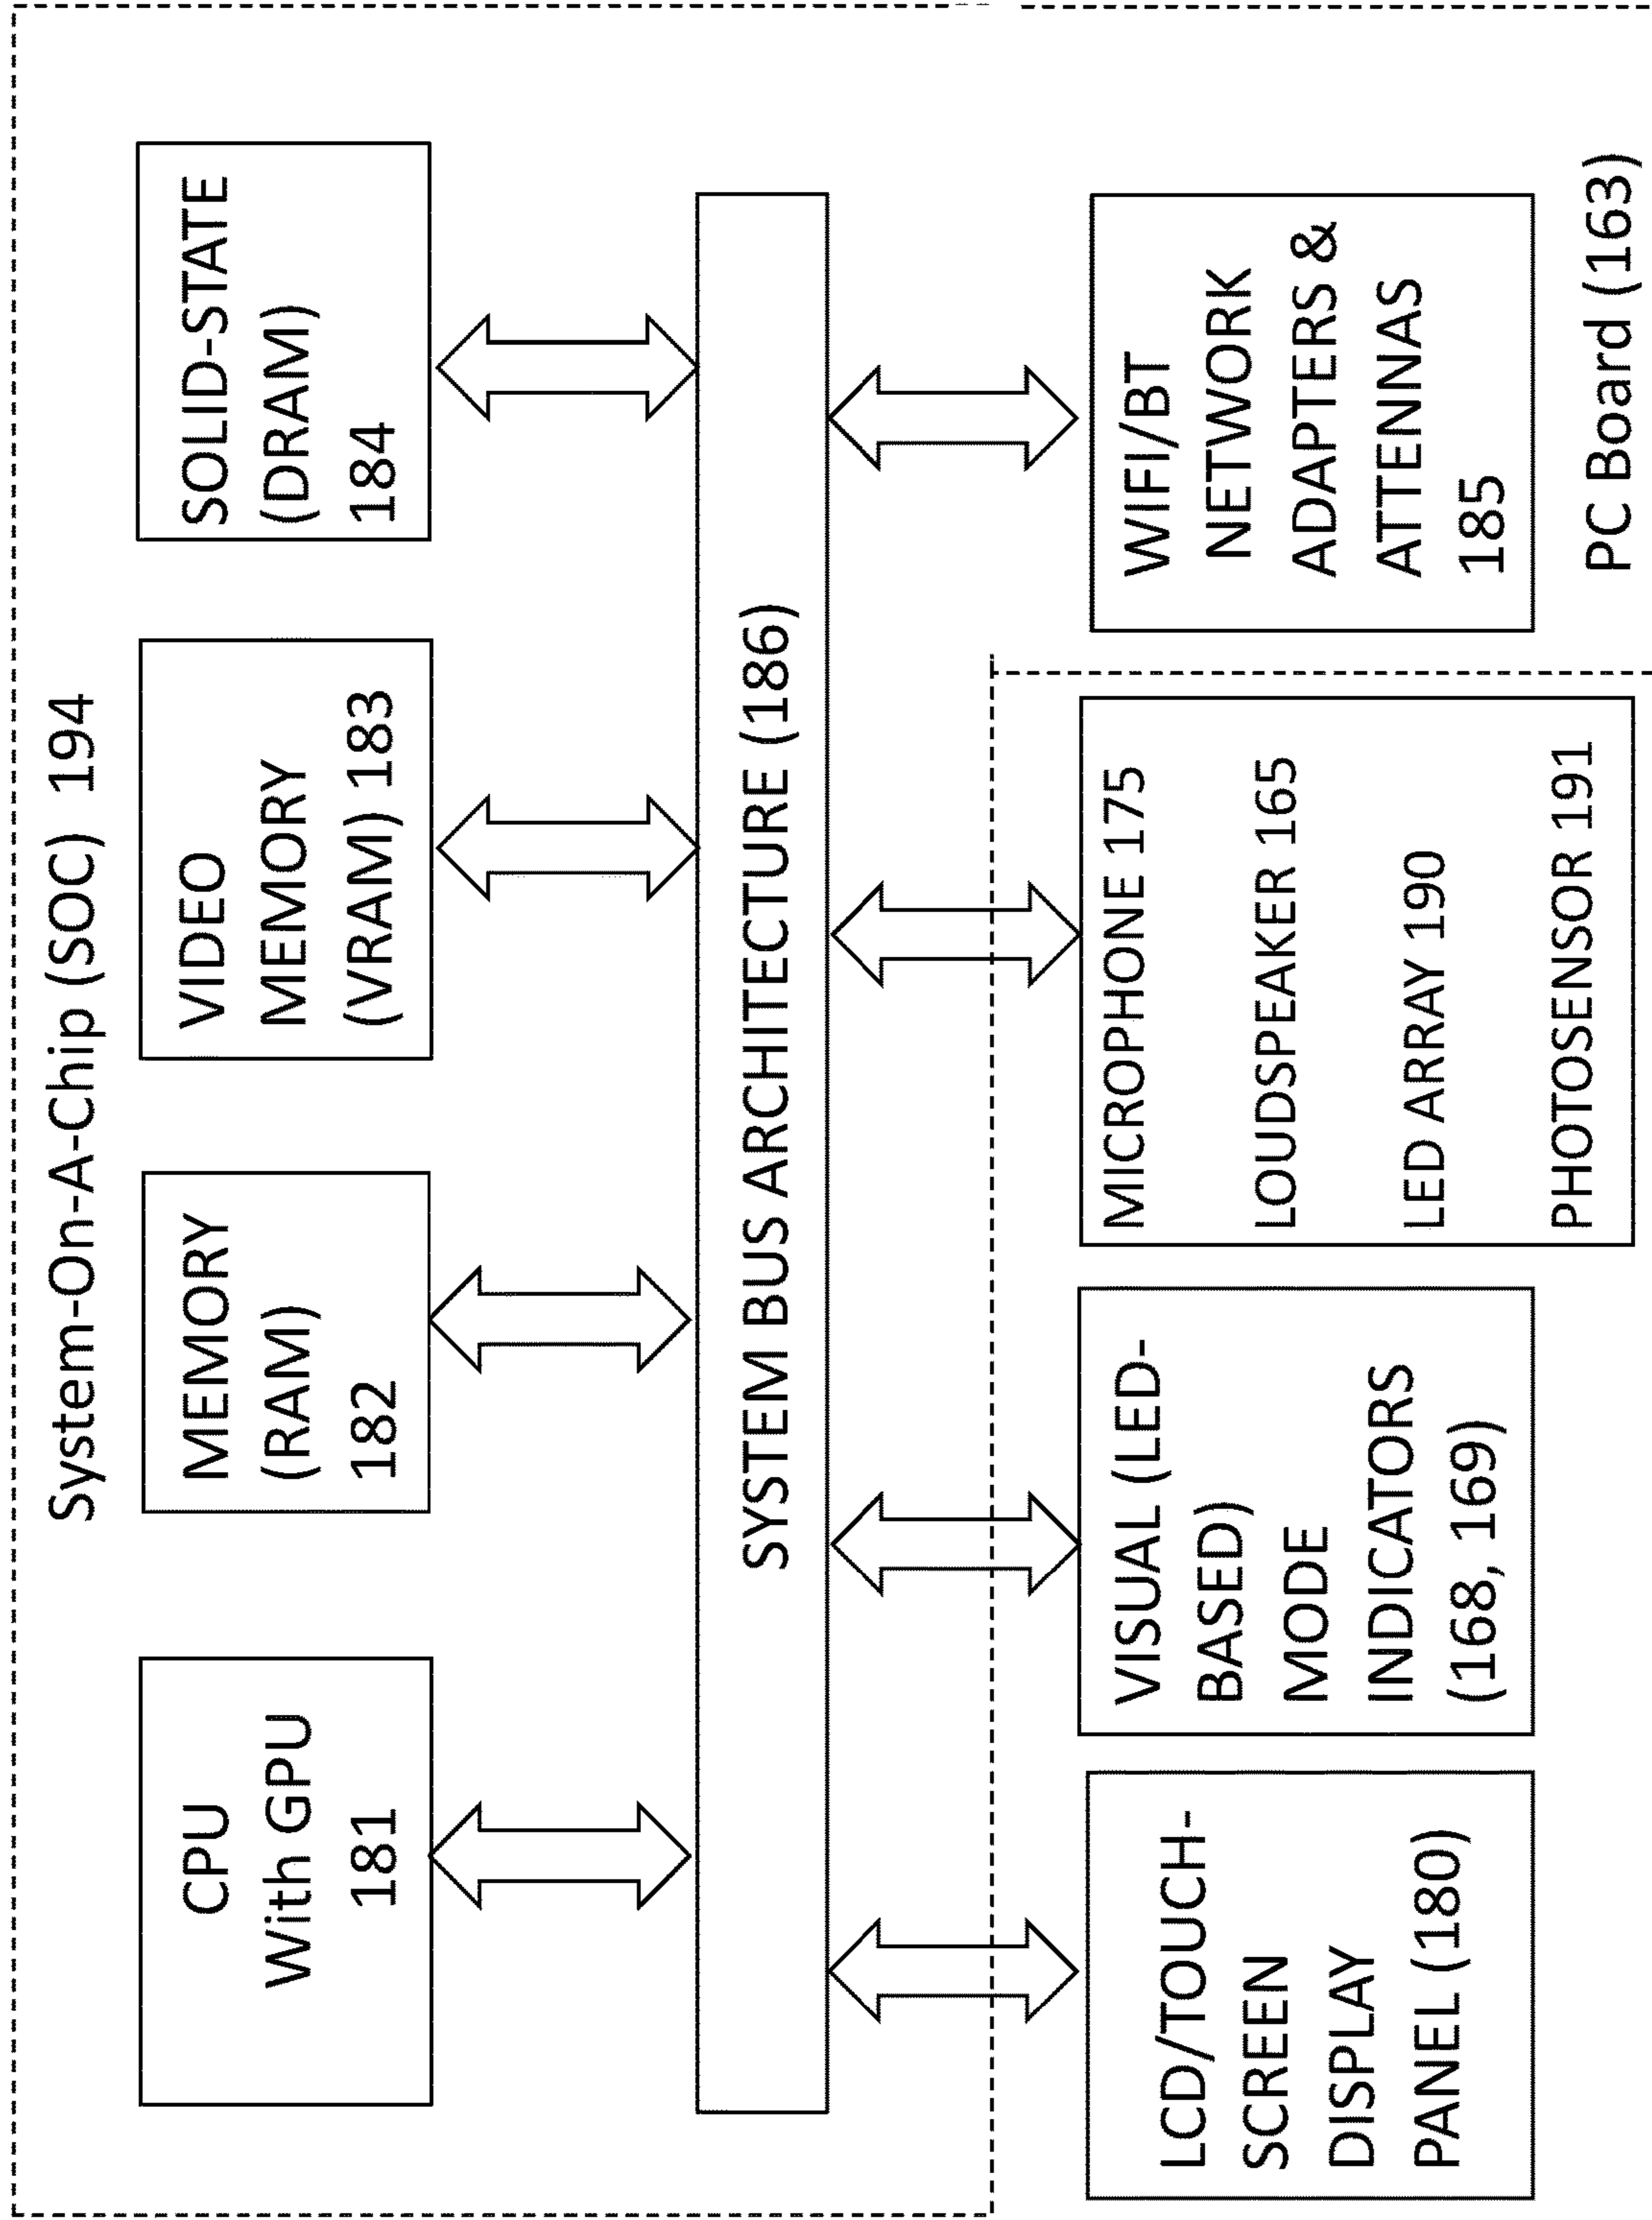 System-On-A-Chip (SOC) 194
CPU
With GPU
181
MEMORY
(RAM)
182
VIDEO
MEMORY
(VRAM) 183
SOLID-STATE
(DRAM)
184
SYSTEM BUS ARCHITECTURE (186)
LCD/TOUCH-
SCREEN
DISPLAY
PANEL (180)
VISUAL (LED-
BASED)
MODE
INDICATORS
(168, 169)
MICROPHONE 175
LOUDSPEAKER 165
LED ARRAY 190
PHOTOSENSOR 191
WIFI/BT
NETWORK
ADAPTERS &
ATTENNAS
185
PC Board (163)